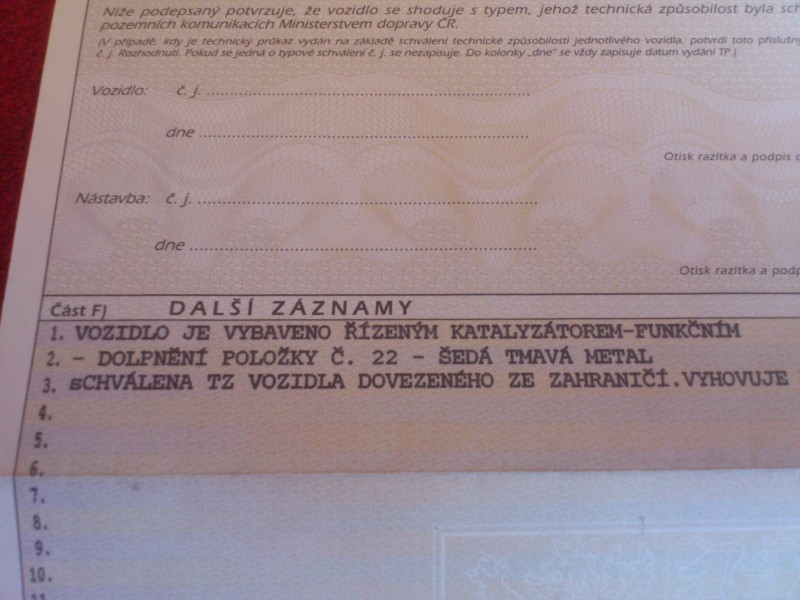 Níže podepsaný potvrzuje, že vozidlo se shoduje s typem, jehož technická způsobilost byla
pozemních komunikacích Ministerstvem dopravy ČR.
(V případě, kdy je technický průkaz vydán na základě schválení technické způsobilosti jednotlivého vozidla, potvrdí toto
č. j. Rozhodnutí. Pokud se jedná o typové schválení č. j. se nezapisuje. Do kolonky „dne" se vždy zapisuje datum vydání TP.)
Vozidlo: č. j. ........................................................
dne ........................................................
Otisk razítka a podpis
Nástavba: č. j. ........................................................
dne ........................................................
Otisk razítka a
Část F) DALŠÍ ZÁZNAMY
1. VOZIDLO JE VYBAVENO ŘÍZENÝM KATALYZÁTOREM-FUNKČNÍM
2. - DOLPNĚNÍ POLOŽKY Č. 22 - ŠEDÁ TMAVÁ METAL
3. sCHVÁLENA TZ VOZIDLA DOVEZENÉHO ZE ZAHRANIČÍ.VYHOVUJE
4.
5.
6.
7.
8.
9.
10.
11